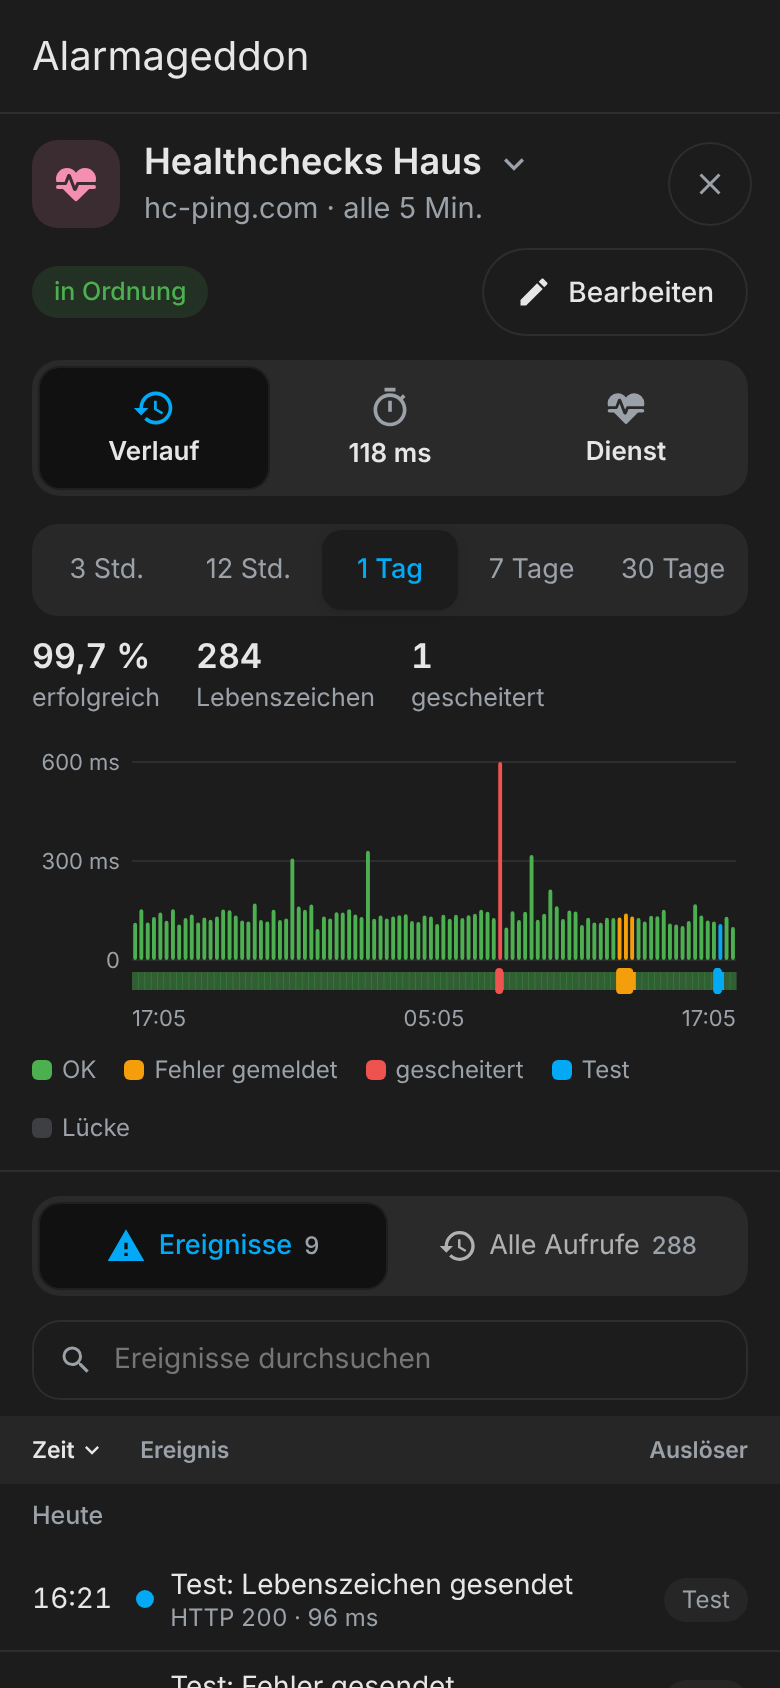 Alarmageddon
Healthchecks Haus
hc-ping.com · alle 5 Min.
in Ordnung
Bearbeiten
Verlauf
118 ms
Dienst
3 Std.
12 Std.
1 Tag
7 Tage
30 Tage
99,7 %
284
1
erfolgreich
Lebenszeichen
gescheitert
600 ms
300 ms
0
17:05
05:05
17:05
OK
Fehler gemeldet
gescheitert
Test
Lücke
Ereignisse 9
Alle Aufrufe 288
Ereignisse durchsuchen
Zeit
Ereignis
Auslöser
Heute
16:21
Test: Lebenszeichen gesendet
HTTP 200 · 96 ms
Test
Test: Fehler gesendet